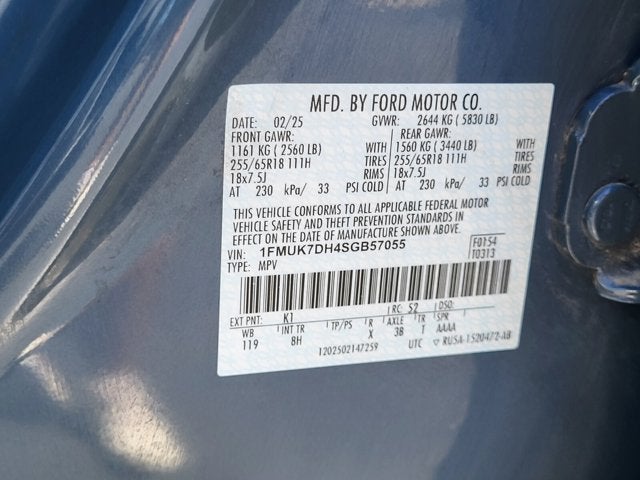 MFD. BY FORD MOTOR CO.
DATE: 02/25 GVWR: 2644 KG ( 5830 LB)
FRONT GAWR: REAR GAWR:
1161 KG ( 2560 LB) WITH 1560 KG ( 3440 LB) WITH
255/65R18 111H TIRES 255/65R18 111H TIRES
18x7.5J RIMS 18x7.5J RIMS
AT 230 kPa/ 33 PSI COLD AT 230 kPa/ 33 PSI COLD
THIS VEHICLE CONFORMS TO ALL APPLICABLE FEDERAL MOTOR
VEHICLE SAFETY AND THEFT PREVENTION STANDARDS IN
EFFECT ON THE DATE OF MANUFACTURE SHOWN ABOVE.
VIN: 1FMUK7DH4SGB57055 F0154
TYPE: MPV T0313
EXT PNT: K1 RC: 52 DSO:
WB INT TR TP/PS R AXLE TR SPR
119 8H X 3B T AAAA
1202502147259 UTC ▽ RUSA-1520472-AB